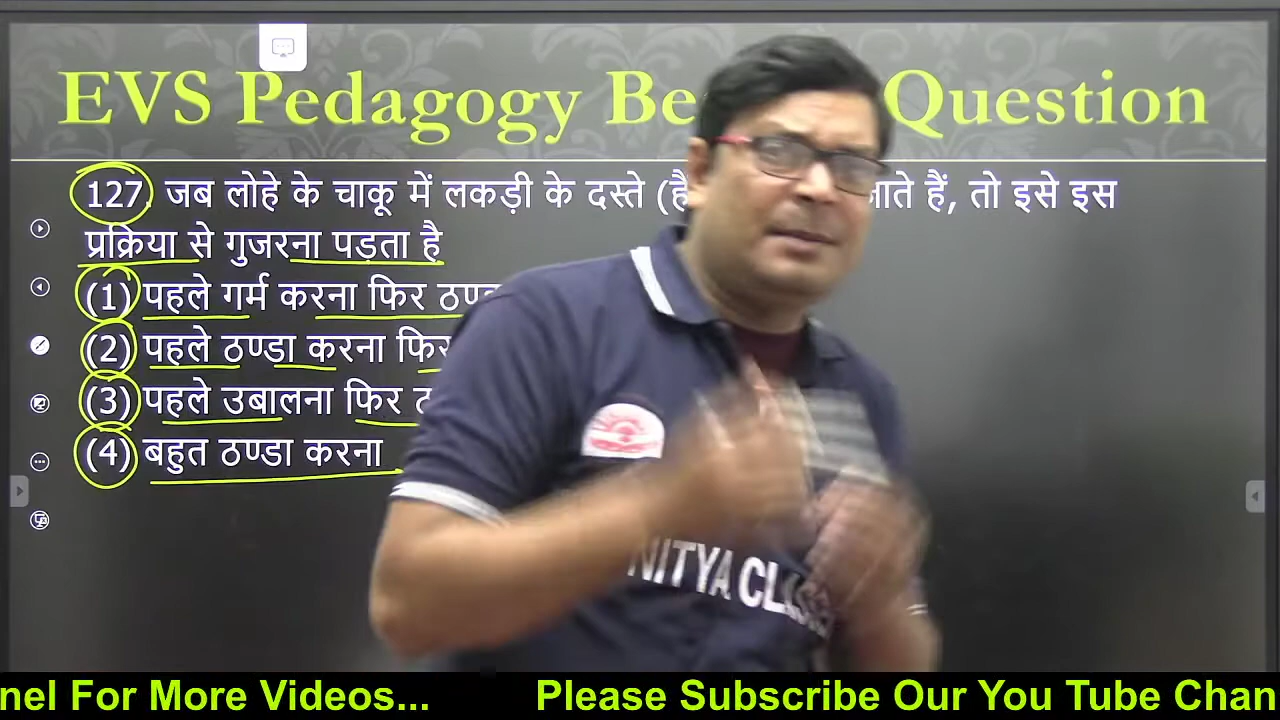 EVS Pedagogy Be Question
127. जब लोहे के चाकू में लकड़ी के दस्ते ( हैं, तो इसे इस
प्रक्रिया से गुजरना पड़ता है
(1) पहले गर्म करना फिर
(2) पहले ठण्डा करना फिर
(3) पहले उबालना फिर
(4) बहुत ठण्डा करना
NITYA
nel For More Videos... Please Subscribe Our You Tube Chan